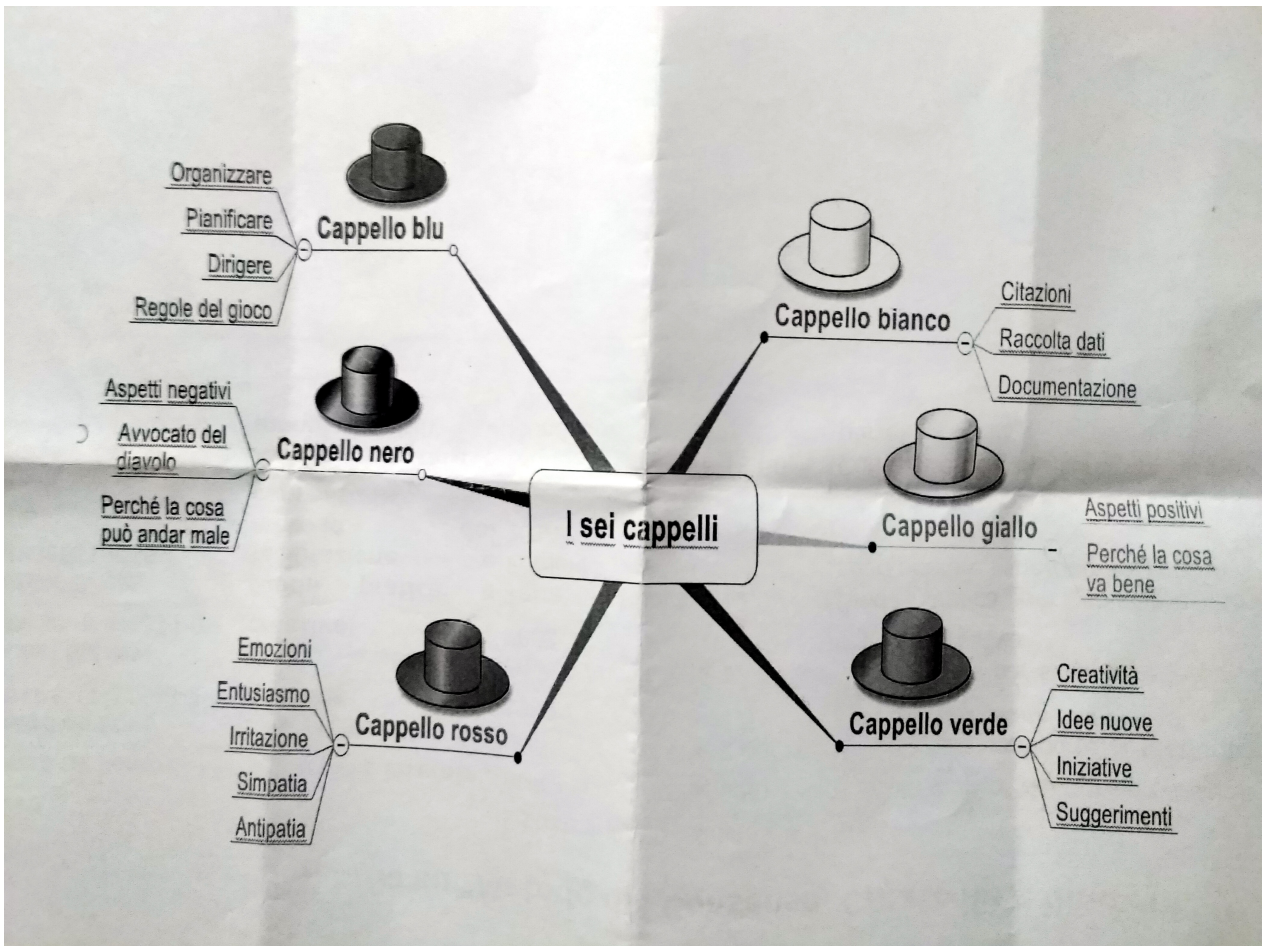 I sei cappelli
Cappello blu
Organizzare
Pianificare
Dirigere
Regole del gioco
Cappello nero
Aspetti negativi
Avvocato del
diavolo
Perché la cosa
può andar male
Cappello rosso
Emozioni
Entusiasmo
Irritazione
Simpatia
Antipatia
Cappello bianco
Citazioni
Raccolta dati
Documentazione
Cappello giallo
Aspetti positivi
Perché la cosa
va bene
Cappello verde
Creatività
Idee nuove
Iniziative
Suggerimenti